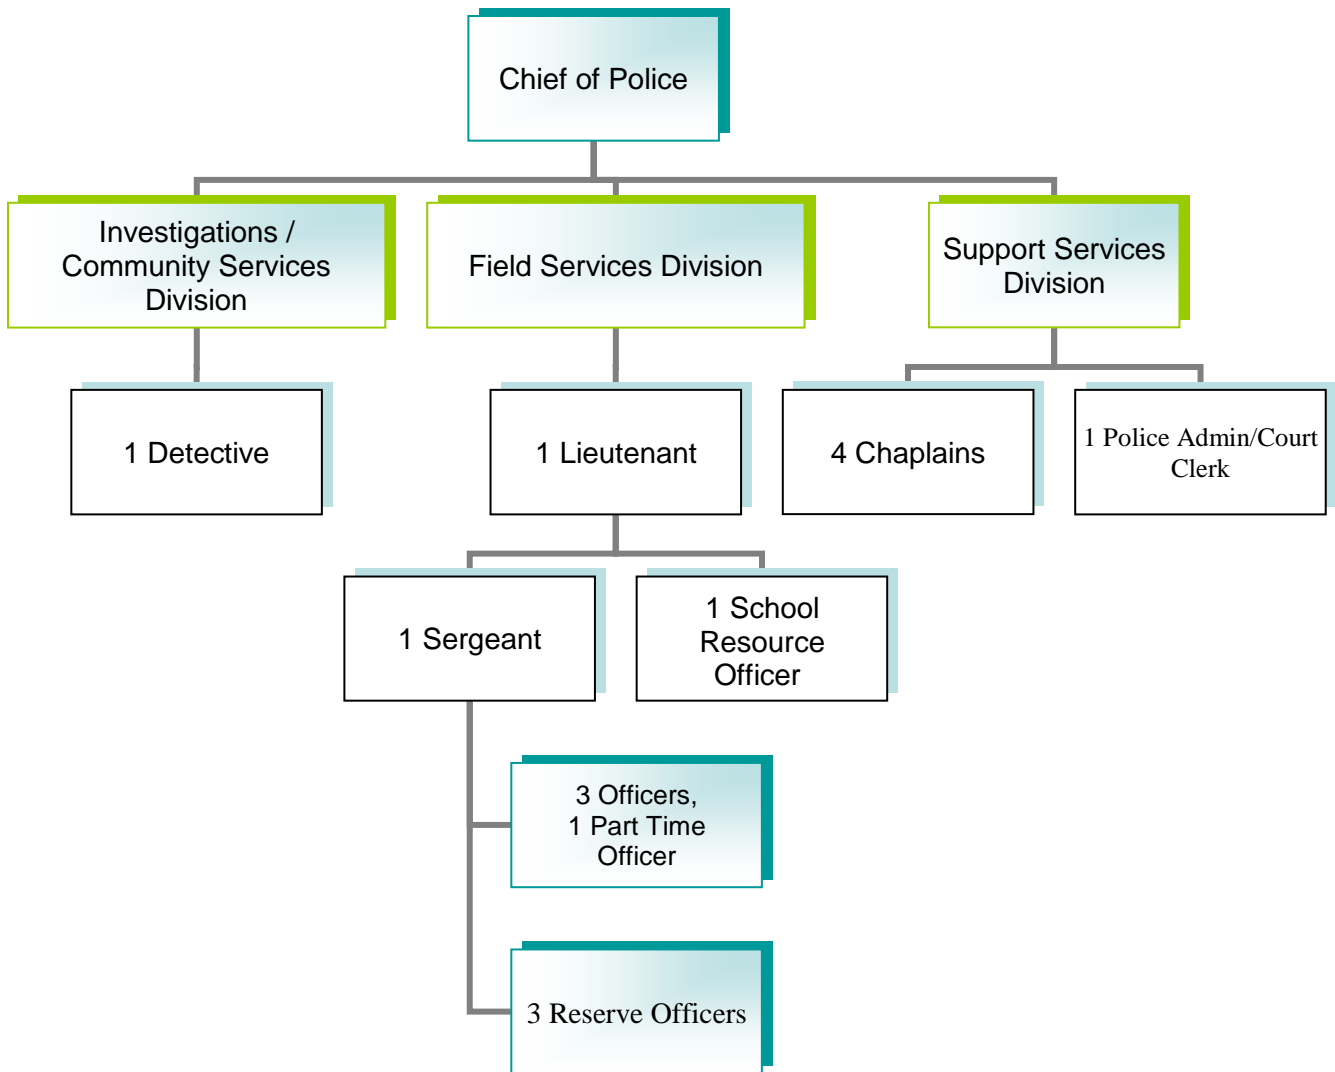 Chief of Police
Investigations /
Community Services
Division
Field Services Division
Support Services
Division
1 Detective
1 Lieutenant
4 Chaplains
1 Police Admin/Court
Clerk
1 Sergeant
1 School
Resource
Officer
3 Officers,
1 Part Time
Officer
3 Reserve Officers